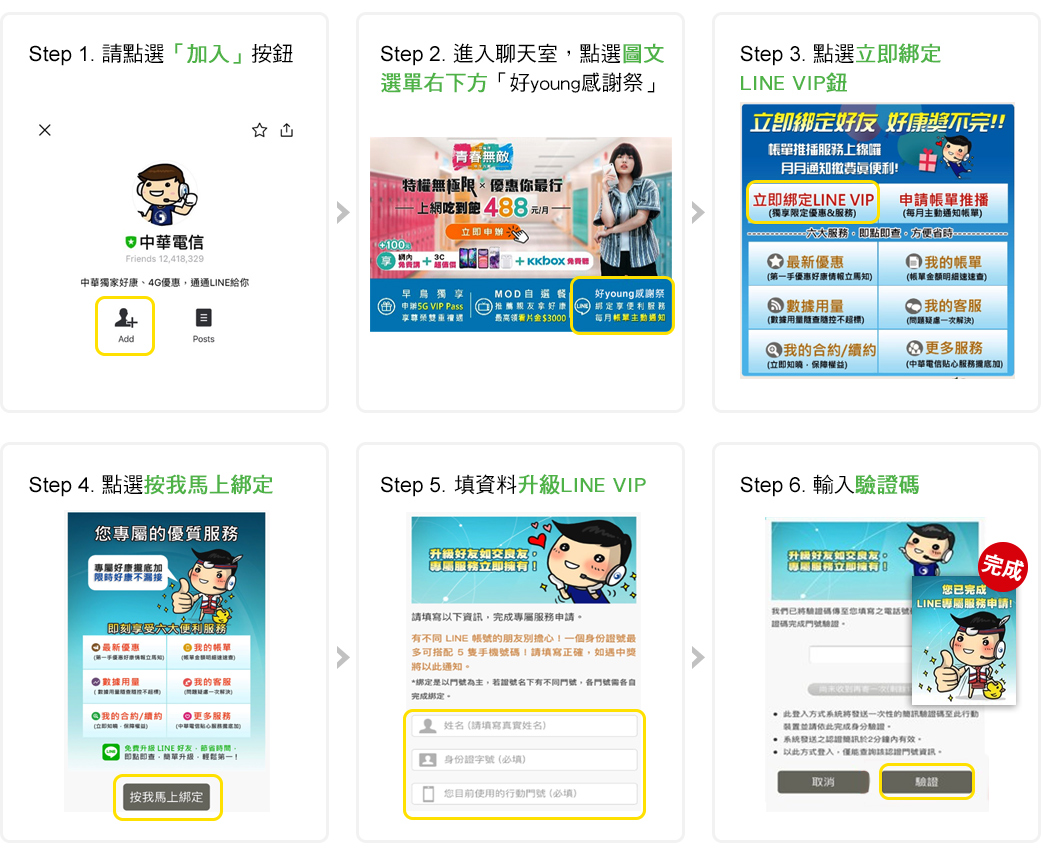 Step 1. 請點選「加入」按鈕
中華電信
Friends 12,418,329
中華獨家好康、4G優惠，通通LINE給你
Add
Posts
Step 2. 進入聊天室，點選圖文
選單右下方「好young感謝祭」
青春無敵
特權無極限×優惠你最行
上網吃到飽488元/月
立即申辦
+100元
享 網內免費講 + 3C超值價 + KKBOX 免費聽
早鳥獨享
申辦5G VIP Pass
享尊榮雙重禮遇
MOD自選餐
推薦親友拿好康
最高領看片金$3000
LINE
好young感謝祭
綁定享便利服務
每月帳單主動通知
Step 3. 點選立即綁定
LINE VIP鈕
立即綁定好友 好康獎不完!!
帳單推播服務上線囉
月月通知繳費真便利!
立即綁定LINE VIP
(獨享限定優惠&服務)
申請帳單推播
(每月主動通知帳單)
六大服務，即點即查，方便省時
最新優惠
(第一手優惠好康情報立馬知)
我的帳單
(帳單金額明細速速查)
數據用量
(數據用量隨查隨控不超標)
我的客服
(問題疑慮一次解決)
我的合約/續約
(立即知曉、保障權益)
更多服務
(中華電信貼心服務攏底加)
Step 4. 點選按我馬上綁定
您專屬的優質服務
專屬好康攏底加
限時好康不漏接
即刻享受六大便利服務
最新優惠
(第一手優惠好康情報立馬知)
我的帳單
(帳單金額明細速速查)
數據用量
(數據用量隨查隨控不超標)
我的客服
(問題疑慮一次解決)
我的合約/續約
(立即知曉、保障權益)
更多服務
(中華電信貼心服務攏底加)
LINE
免費升級 LINE 好友，節省時間，
即點即查，簡單升級，輕鬆第一！
按我馬上綁定
Step 5. 填資料升級LINE VIP
升級好友如交良友，
專屬服務立即擁有！
請填寫以下資訊，完成專屬服務申請。
有不同 LINE 帳號的朋友別擔心！一個身份證號最
多可搭配 5 隻手機號碼！請填寫正確，如遇中獎
將以此通知。
*綁定是以門號為主，若證號名下有不同門號，各門號需各自
完成綁定。
姓名 (請填寫真實姓名)
身份證字號 (必填)
您目前使用的行動門號 (必填)
Step 6. 輸入驗證碼
升級好友如交良友，
專屬服務立即擁有！
完成
您已完成
LINE專屬服務申請!
我們已將驗證碼傳至您填寫之電話號
證碼完成門號驗證。
尚未收到再看一次
• 此登入方式系統將發送一次性的簡訊驗證碼至此行動
裝置並請依此完成身分驗證。
• 系統發送之認證簡訊於2分鐘內有效。
• 以此方式登入，僅能查詢該認證門號資訊。
取消
驗證